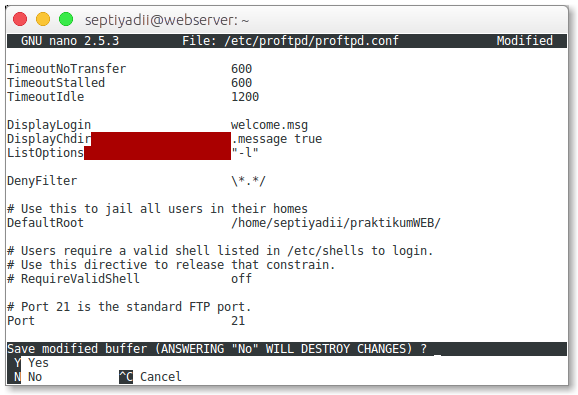 septiyadii@webserver: ~
GNU nano 2.5.3 File: /etc/proftpd/proftpd.conf Modified
TimeoutNoTransfer 600
TimeoutStalled 600
TimeoutIdle 1200
DisplayLogin welcome.msg
DisplayChdir .message true
ListOptions "-l"
DenyFilter \*.*/
# Use this to jail all users in their homes
DefaultRoot /home/septiyadii/praktikumWEB/
# Users require a valid shell listed in /etc/shells to login.
# Use this directive to release that constrain.
# RequireValidShell off
# Port 21 is the standard FTP port.
Port 21
Save modified buffer (ANSWERING "No" WILL DESTROY CHANGES) ? _
Y Yes
N No ^C Cancel